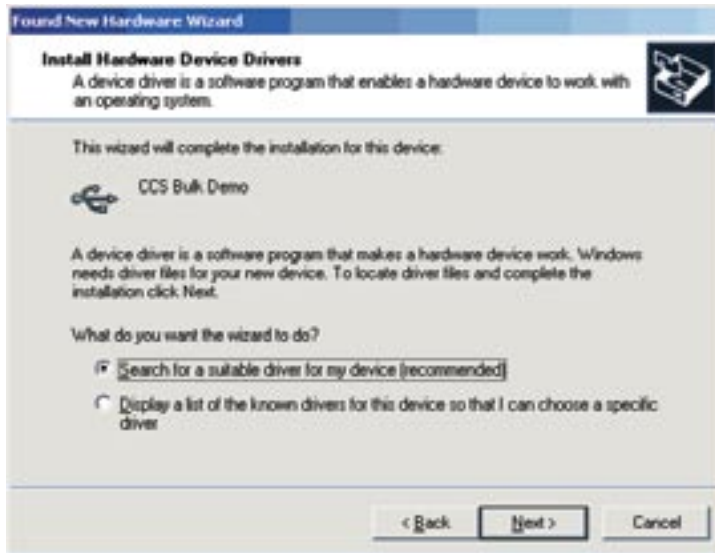 Found New Hardware Wizard
Install Hardware Device Drivers
A device driver is a software program that enables a hardware device to work with
an operating system.
This wizard will complete the installation for this device:
CCS Bulk Demo
A device driver is a software program that makes a hardware device work. Windows
needs driver files for your new device. To locate driver files and complete the
installation click Next.
What do you want the wizard to do?
Search for a suitable driver for my device (recommended)
Display a list of the known drivers for this device so that I can choose a specific
driver
< Back
Next >
Cancel